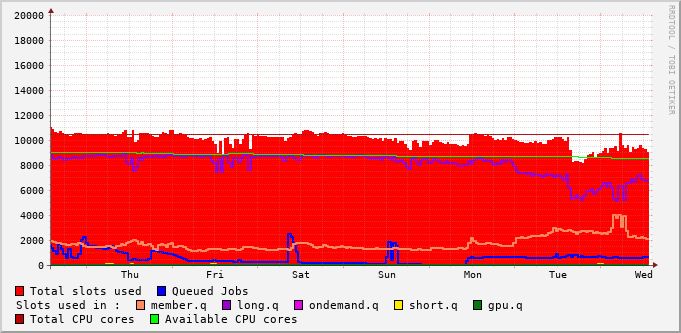 20000
18000
16000
14000
12000
10000
8000
6000
4000
2000
0
Thu Fri Sat Sun Mon Tue Wed
RRDTOOL / TOBI OETIKER
Total slots used Queued Jobs
Slots used in : member.q long.q ondemand.q short.q gpu.q
Total CPU cores Available CPU cores